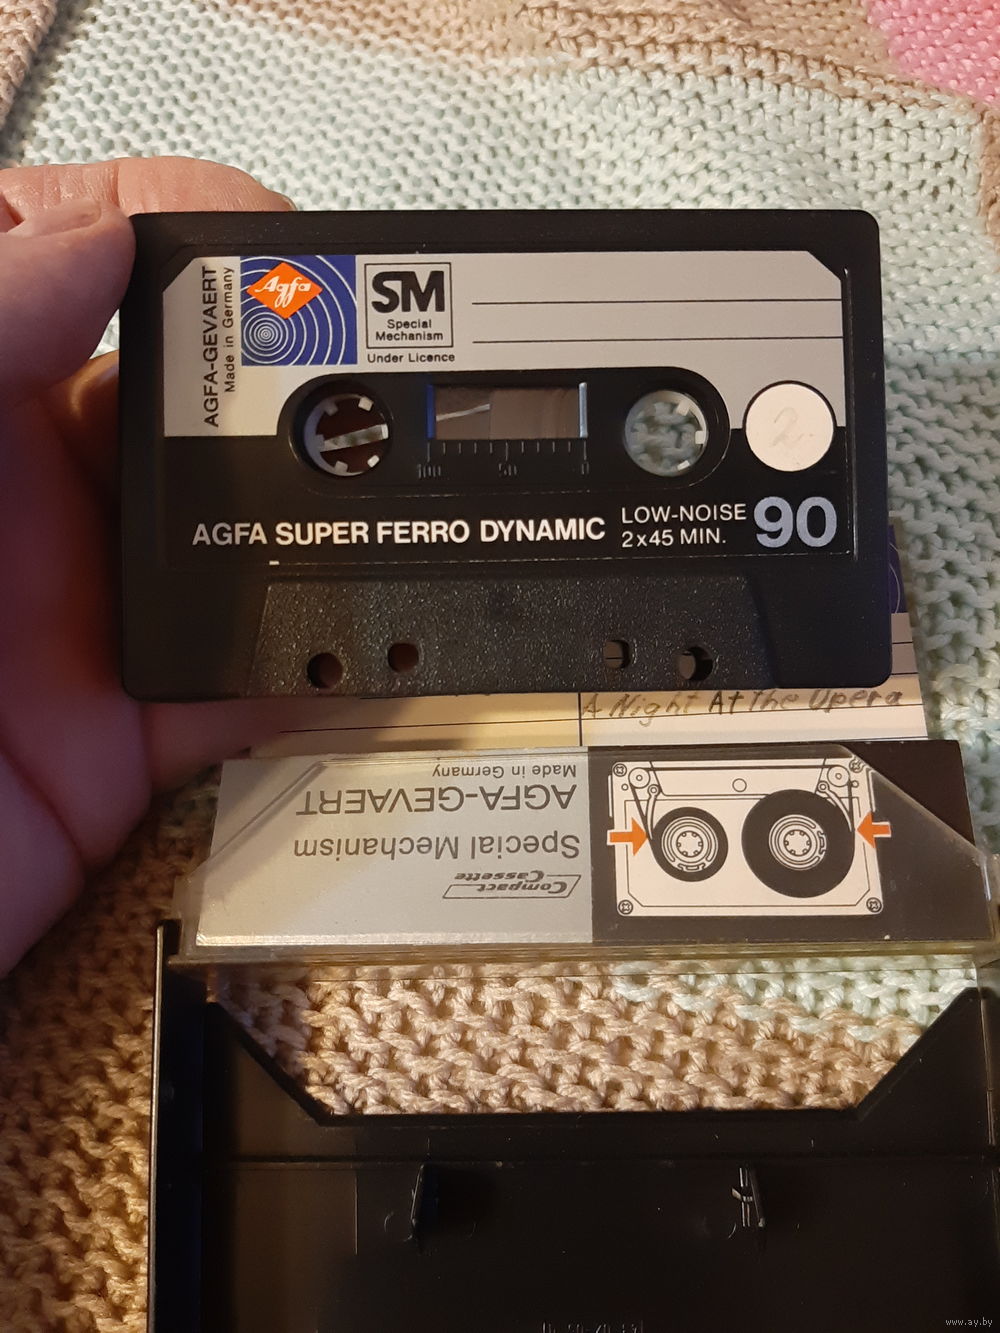 AGFA-GEVAERT
Made in Germany
Agfa
SM
Special
Mechanism
Under Licence
2
100 50 0
AGFA SUPER FERRO DYNAMIC
LOW-NOISE
2x45 MIN.
90
A Night At The Opera
Made in Germany
AGFA-GEVAERT
Special Mechanism
Compact
Cassette
www.ay.by